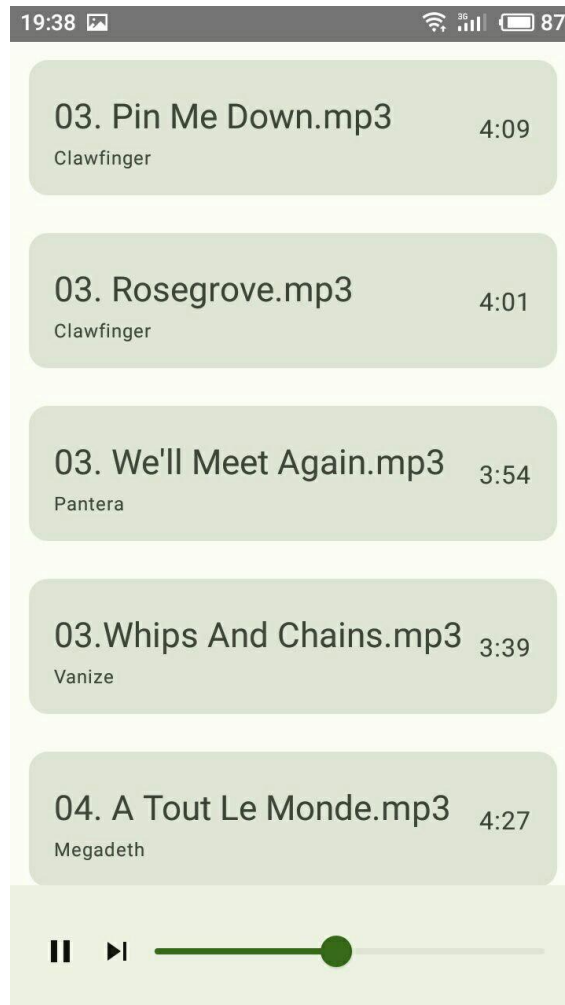 19:38 3G 87
03. Pin Me Down.mp3
4:09
Clawfinger
03. Rosegrove.mp3
4:01
Clawfinger
03. We'll Meet Again.mp3
3:54
Pantera
03.Whips And Chains.mp3
3:39
Vanize
04. A Tout Le Monde.mp3
4:27
Megadeth